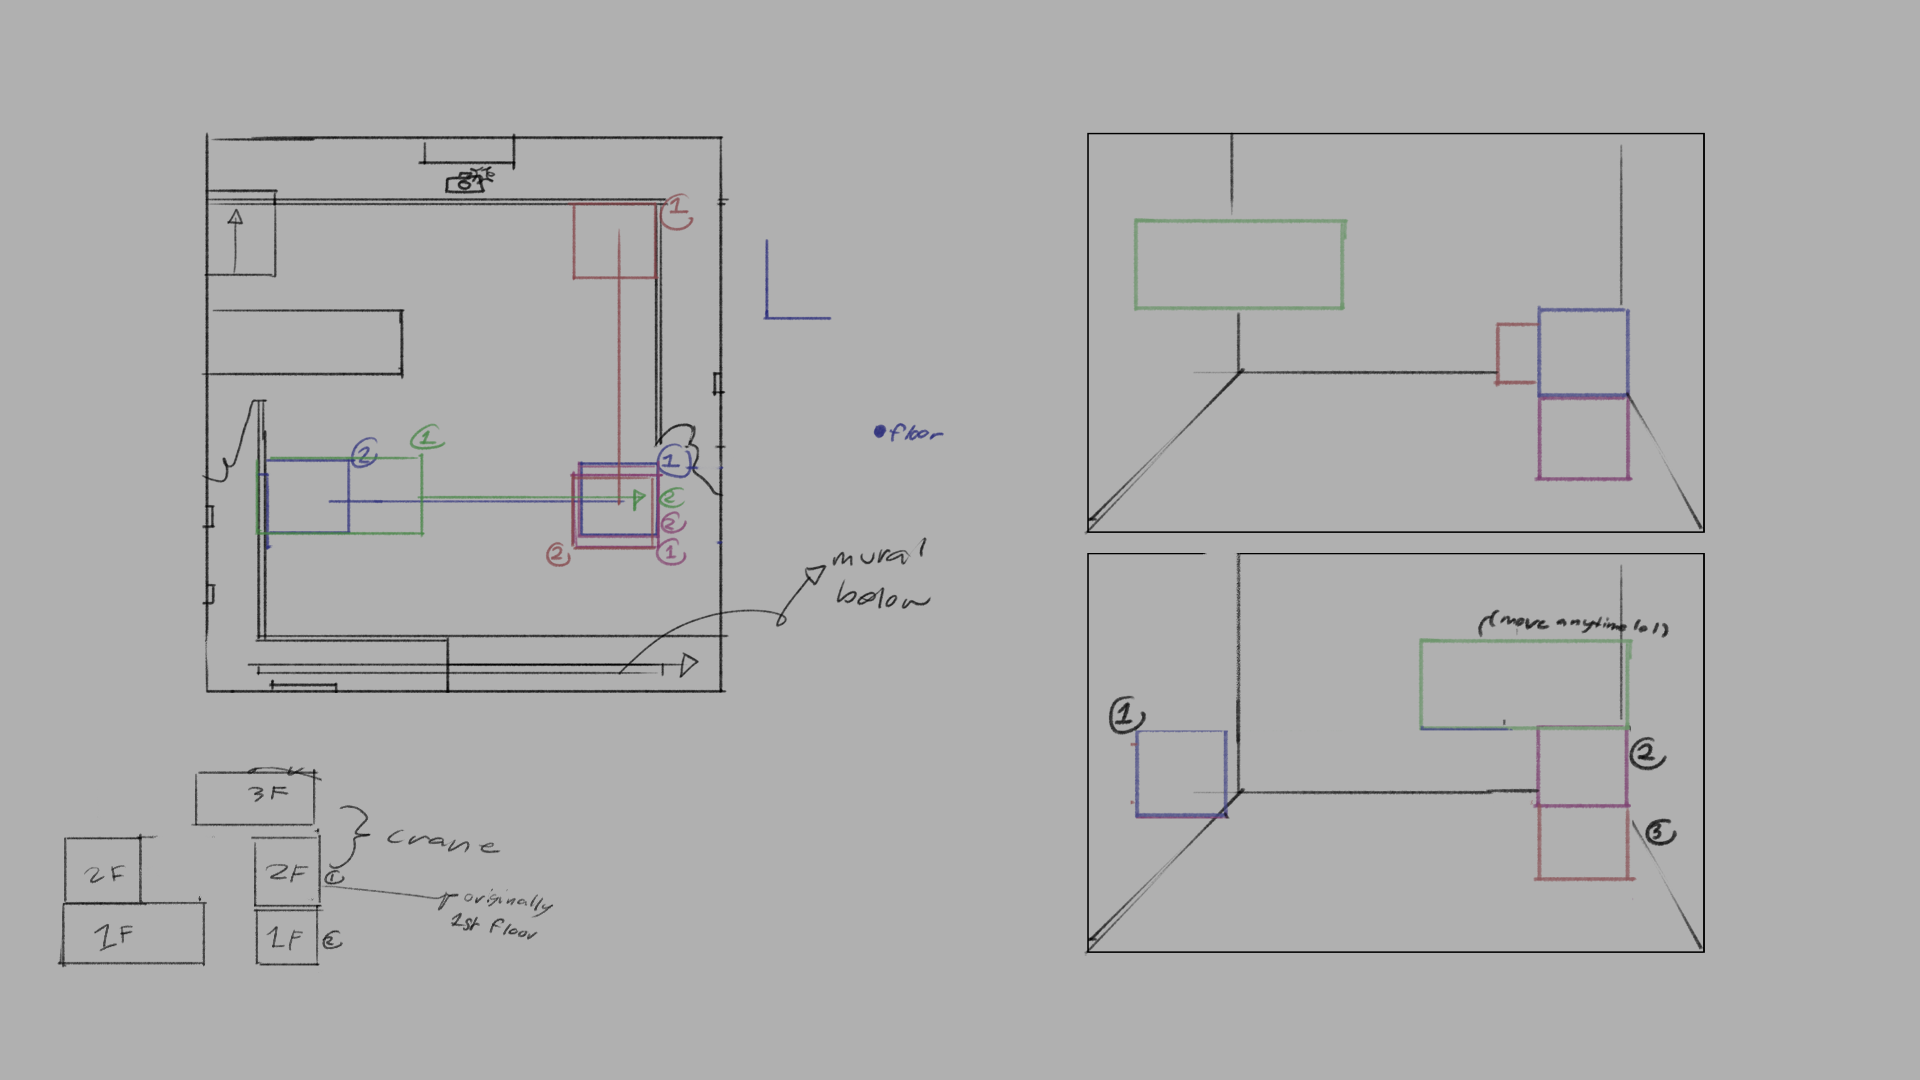 1
2
1
1
2
2
2
1
floor
mural
below
(move anytime lol)
1
2
3
3F
crane
2F
2F
1
originally
1st floor
1F
1F
2